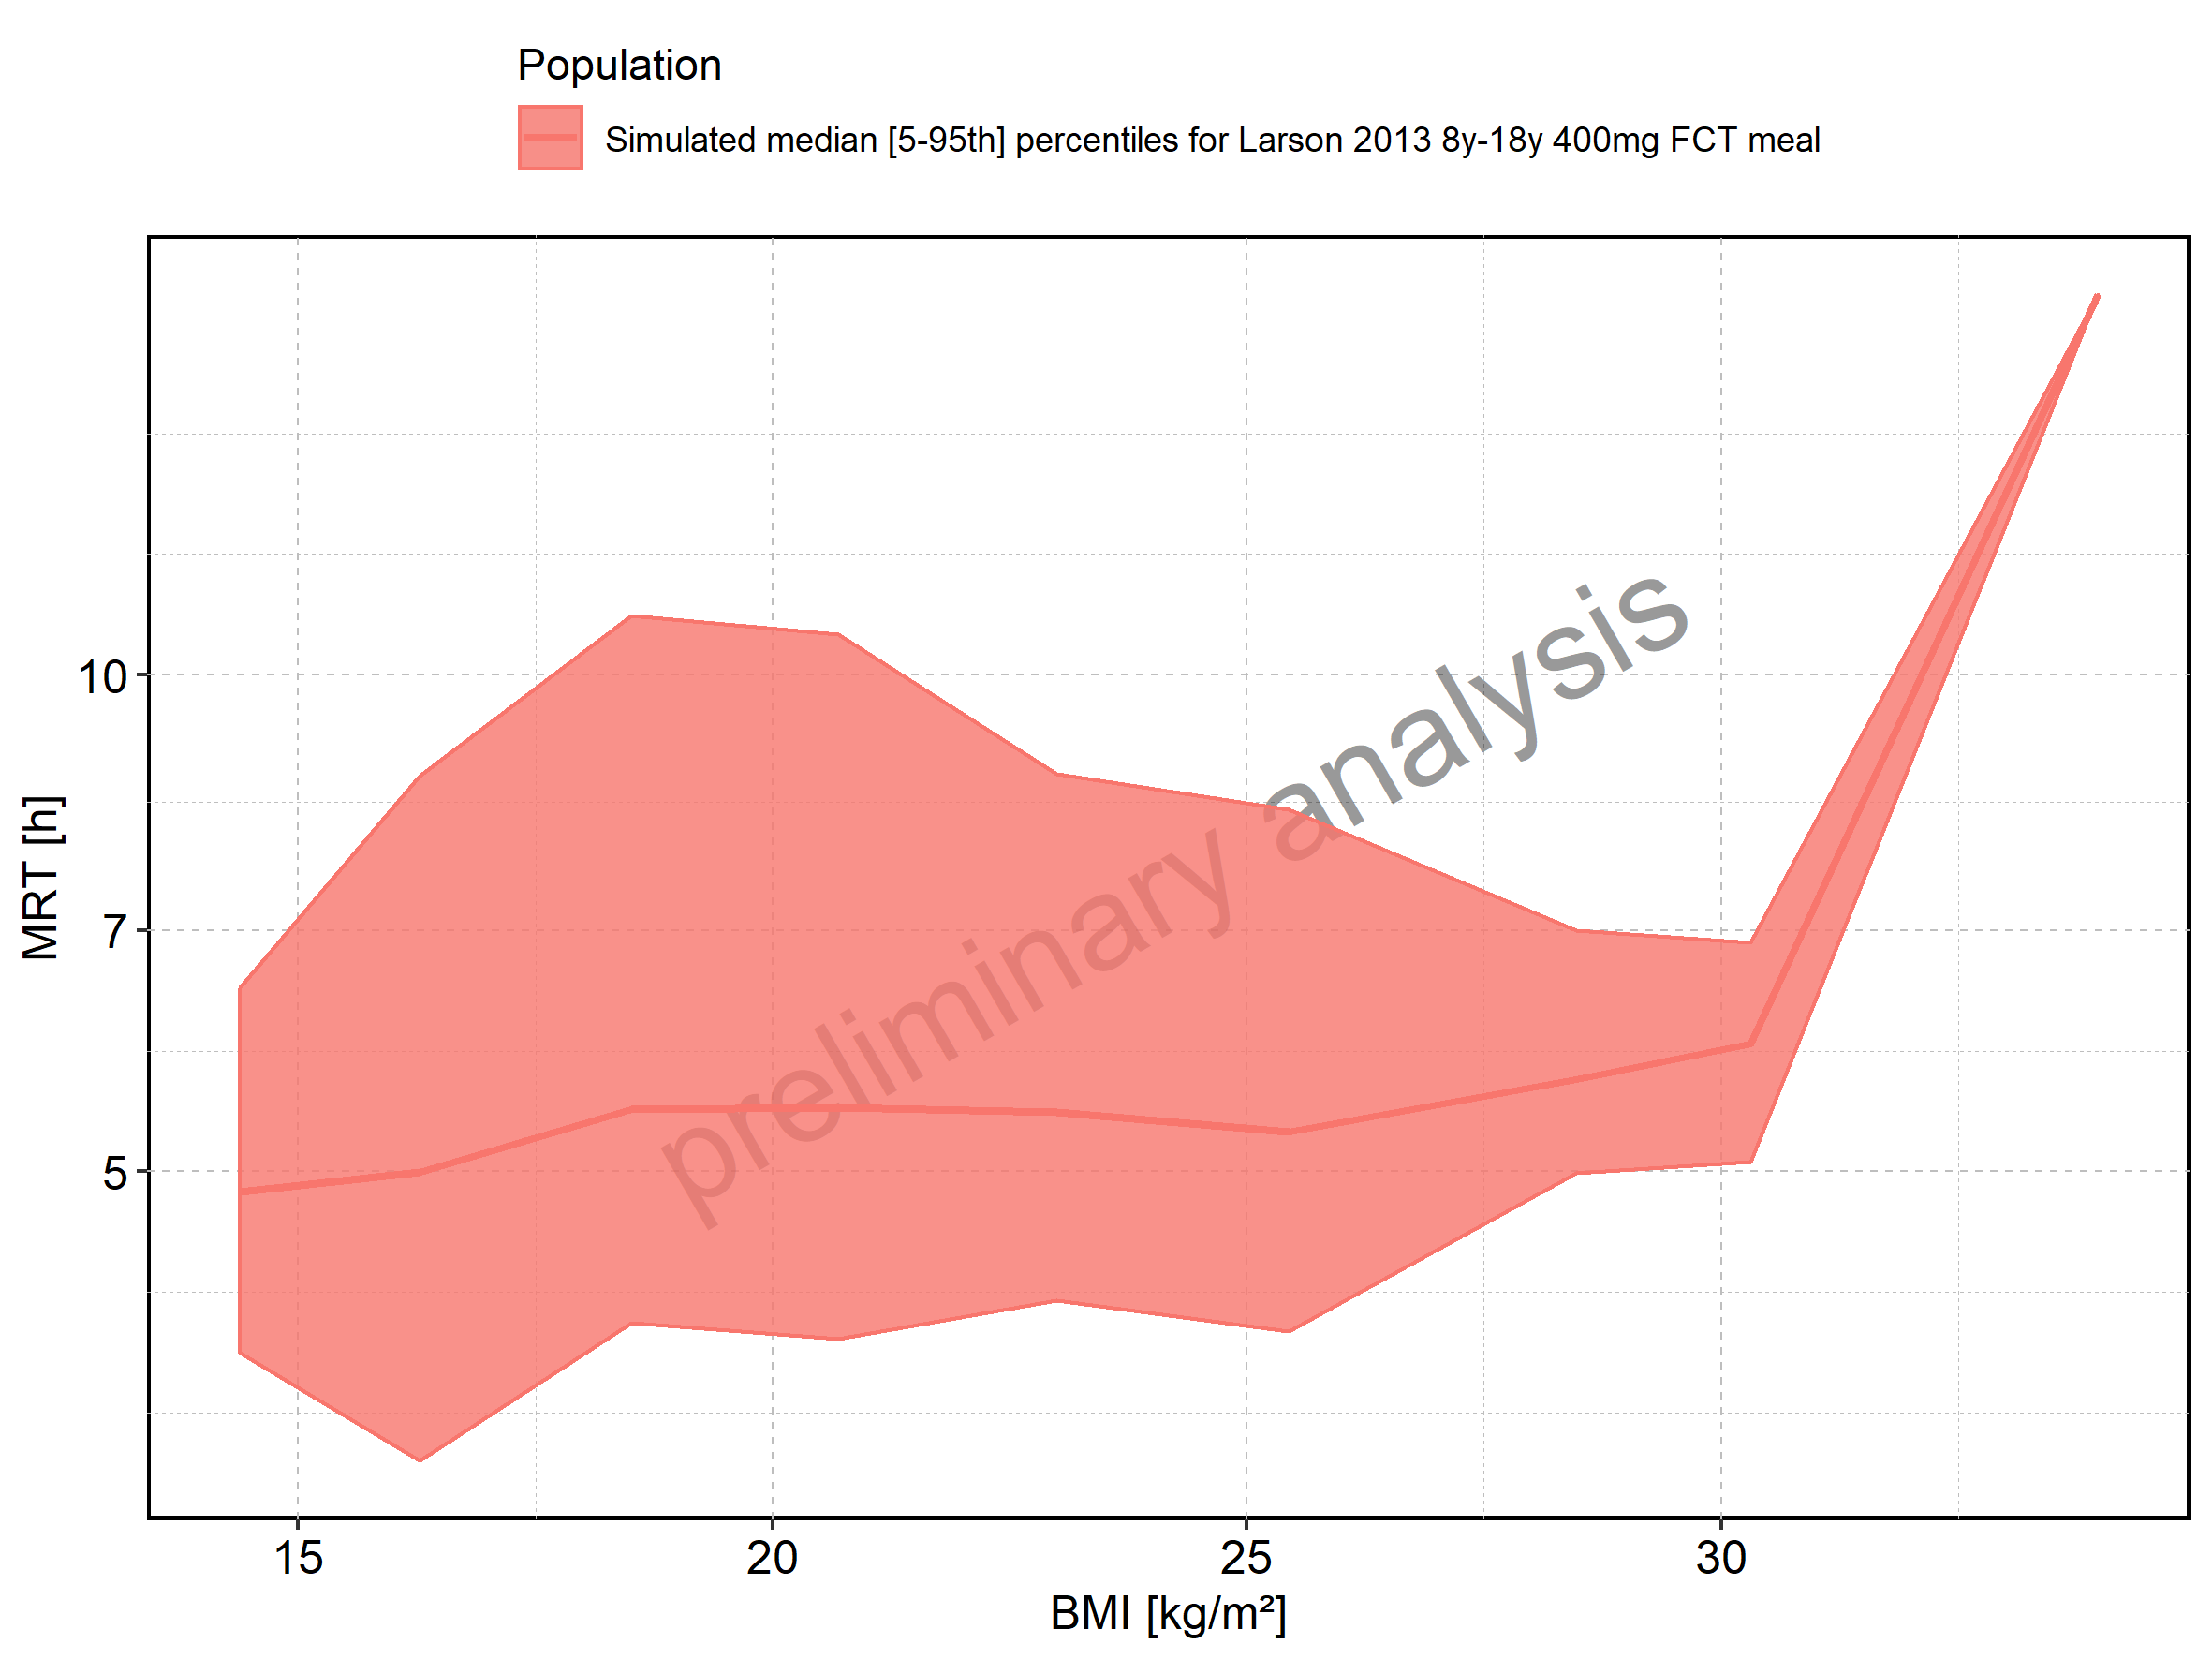 Population
Simulated median [5-95th] percentiles for Larson 2013 8y-18y 400mg FCT meal
10
7
5
MRT [h]
preliminary analysis
15 20 25 30
BMI [kg/m²]